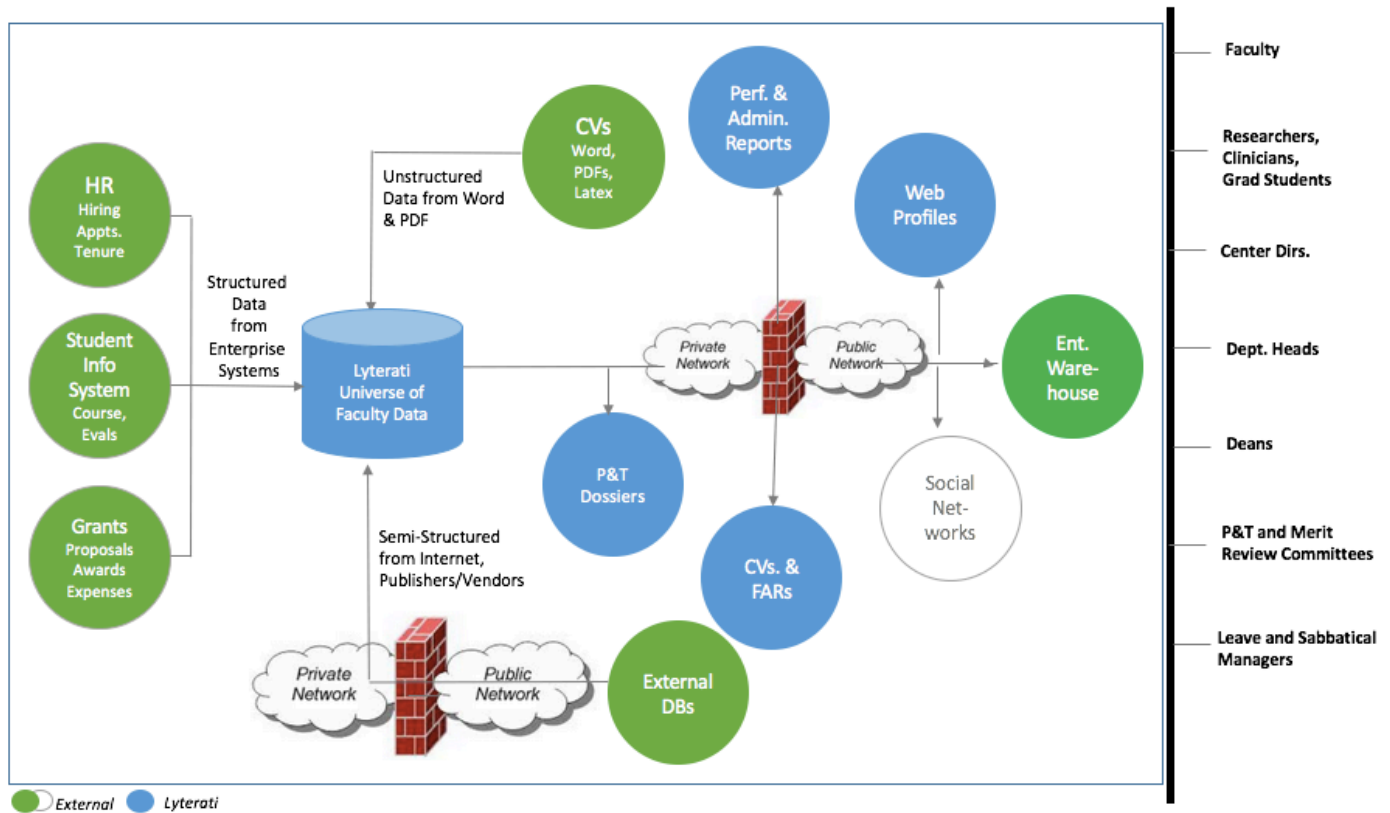 HR
Hiring
Appts.
Tenure
Student
Info
System
Course,
Evals
Grants
Proposals
Awards
Expenses
Structured
Data
from
Enterprise
Systems
CVs
Word,
PDFs,
Latex
Unstructured
Data from Word
& PDF
Lyterati
Universe of
Faculty Data
Semi-Structured
from Internet,
Publishers/Vendors
Private
Network
Public
Network
External
DBs
P&T
Dossiers
Perf. &
Admin.
Reports
Web
Profiles
Private
Network
Public
Network
Ent.
Ware-
house
Social
Net-
works
CVs. &
FARs
Faculty
Researchers,
Clinicians,
Grad Students
Center Dirs.
Dept. Heads
Deans
P&T and Merit
Review Committees
Leave and Sabbatical
Managers
External
Lyterati